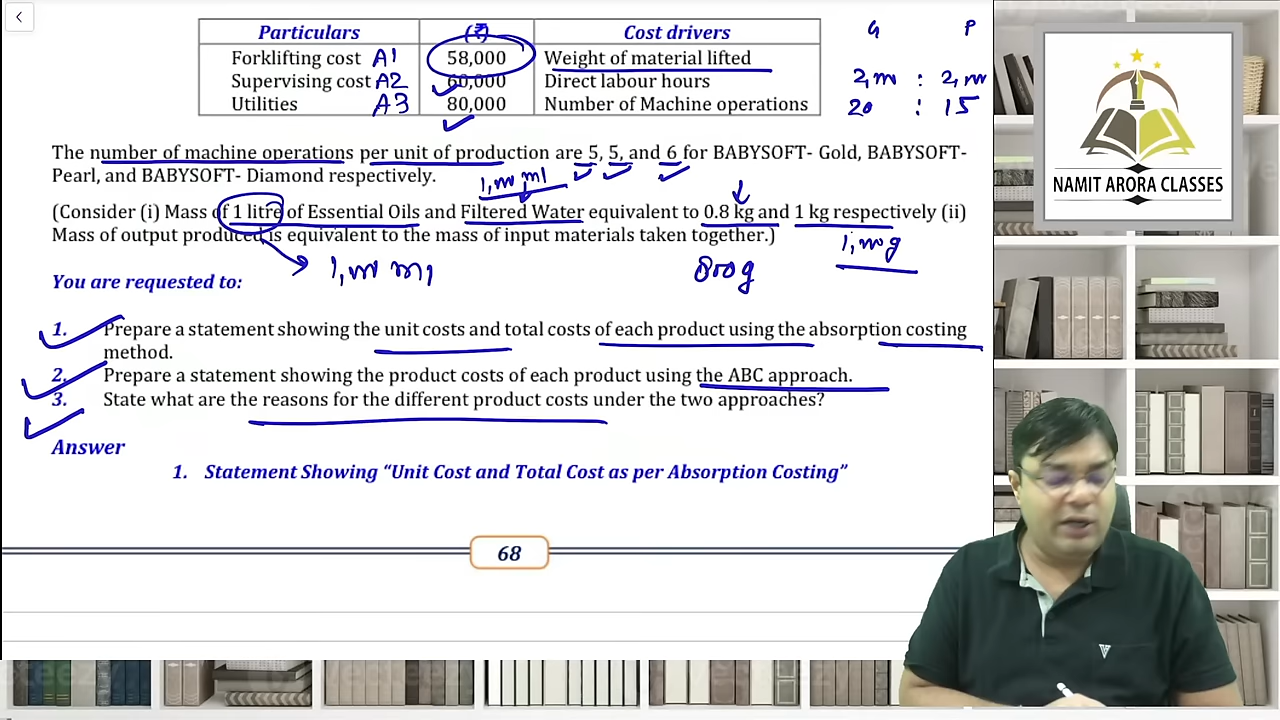 Particulars (₹) Cost drivers G P
Forklifting cost A1 58,000 Weight of material lifted
Supervising cost A2 60,000 Direct labour hours 2,m : 2,m
Utilities A3 80,000 Number of Machine operations 20 : 15
The number of machine operations per unit of production are 5, 5, and 6 for BABYSOFT- Gold, BABYSOFT-
Pearl, and BABYSOFT- Diamond respectively.
1,m ml
(Consider (i) Mass of 1 litre of Essential Oils and Filtered Water equivalent to 0.8 kg and 1 kg respectively (ii)
Mass of output produced is equivalent to the mass of input materials taken together.)
1,m g
1,m ml 800g
You are requested to:
1. Prepare a statement showing the unit costs and total costs of each product using the absorption costing
method.
2. Prepare a statement showing the product costs of each product using the ABC approach.
3. State what are the reasons for the different product costs under the two approaches?
Answer
1. Statement Showing “Unit Cost and Total Cost as per Absorption Costing”
68
NAMIT ARORA CLASSES